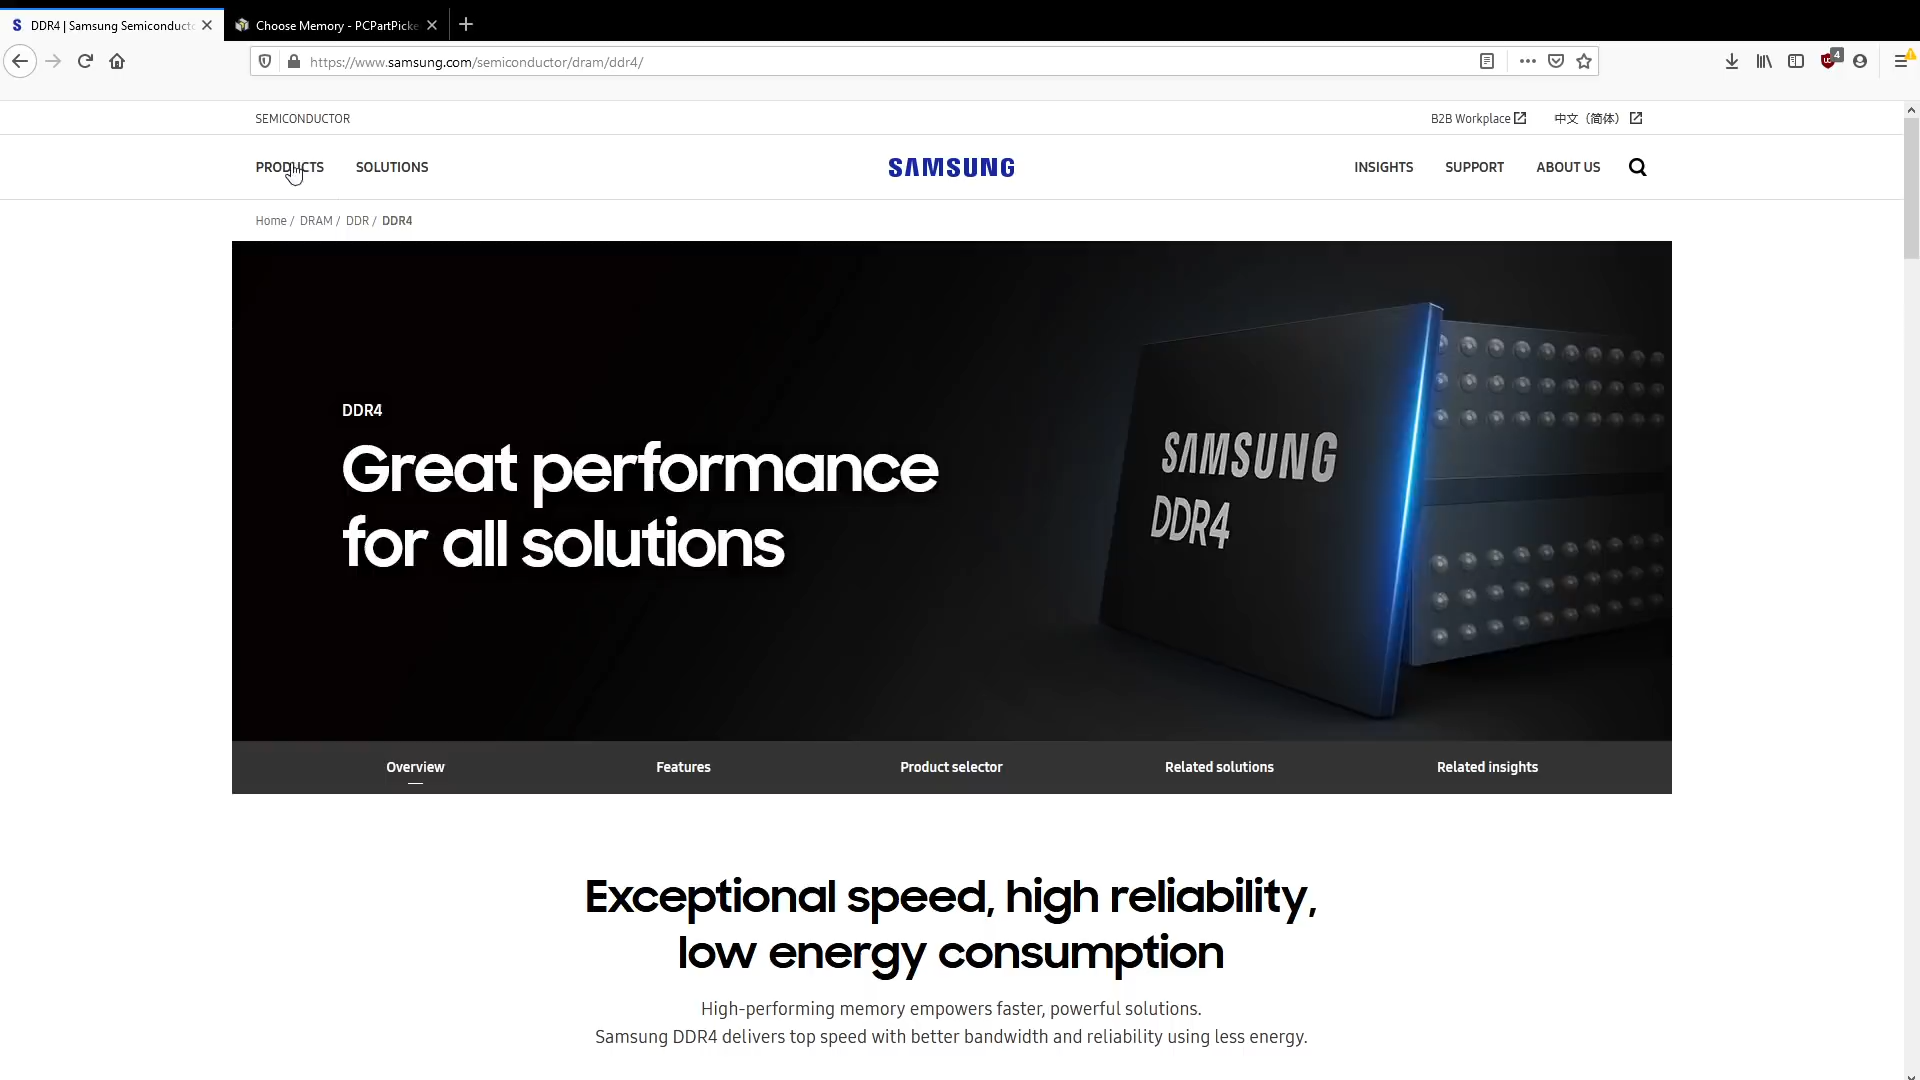 DDR4 | Samsung Semiconducto
Choose Memory - PCPartPicke
https://www.samsung.com/semiconductor/dram/ddr4/
4
SEMICONDUCTOR
B2B Workplace
中文（简体）
PRODUCTS
SOLUTIONS
SAMSUNG
INSIGHTS
SUPPORT
ABOUT US
Home / DRAM / DDR / DDR4
DDR4
Great performance
for all solutions
SAMSUNG
DDR4
Overview
Features
Product selector
Related solutions
Related insights
Exceptional speed, high reliability,
low energy consumption
High-performing memory empowers faster, powerful solutions.
Samsung DDR4 delivers top speed with better bandwidth and reliability using less energy.